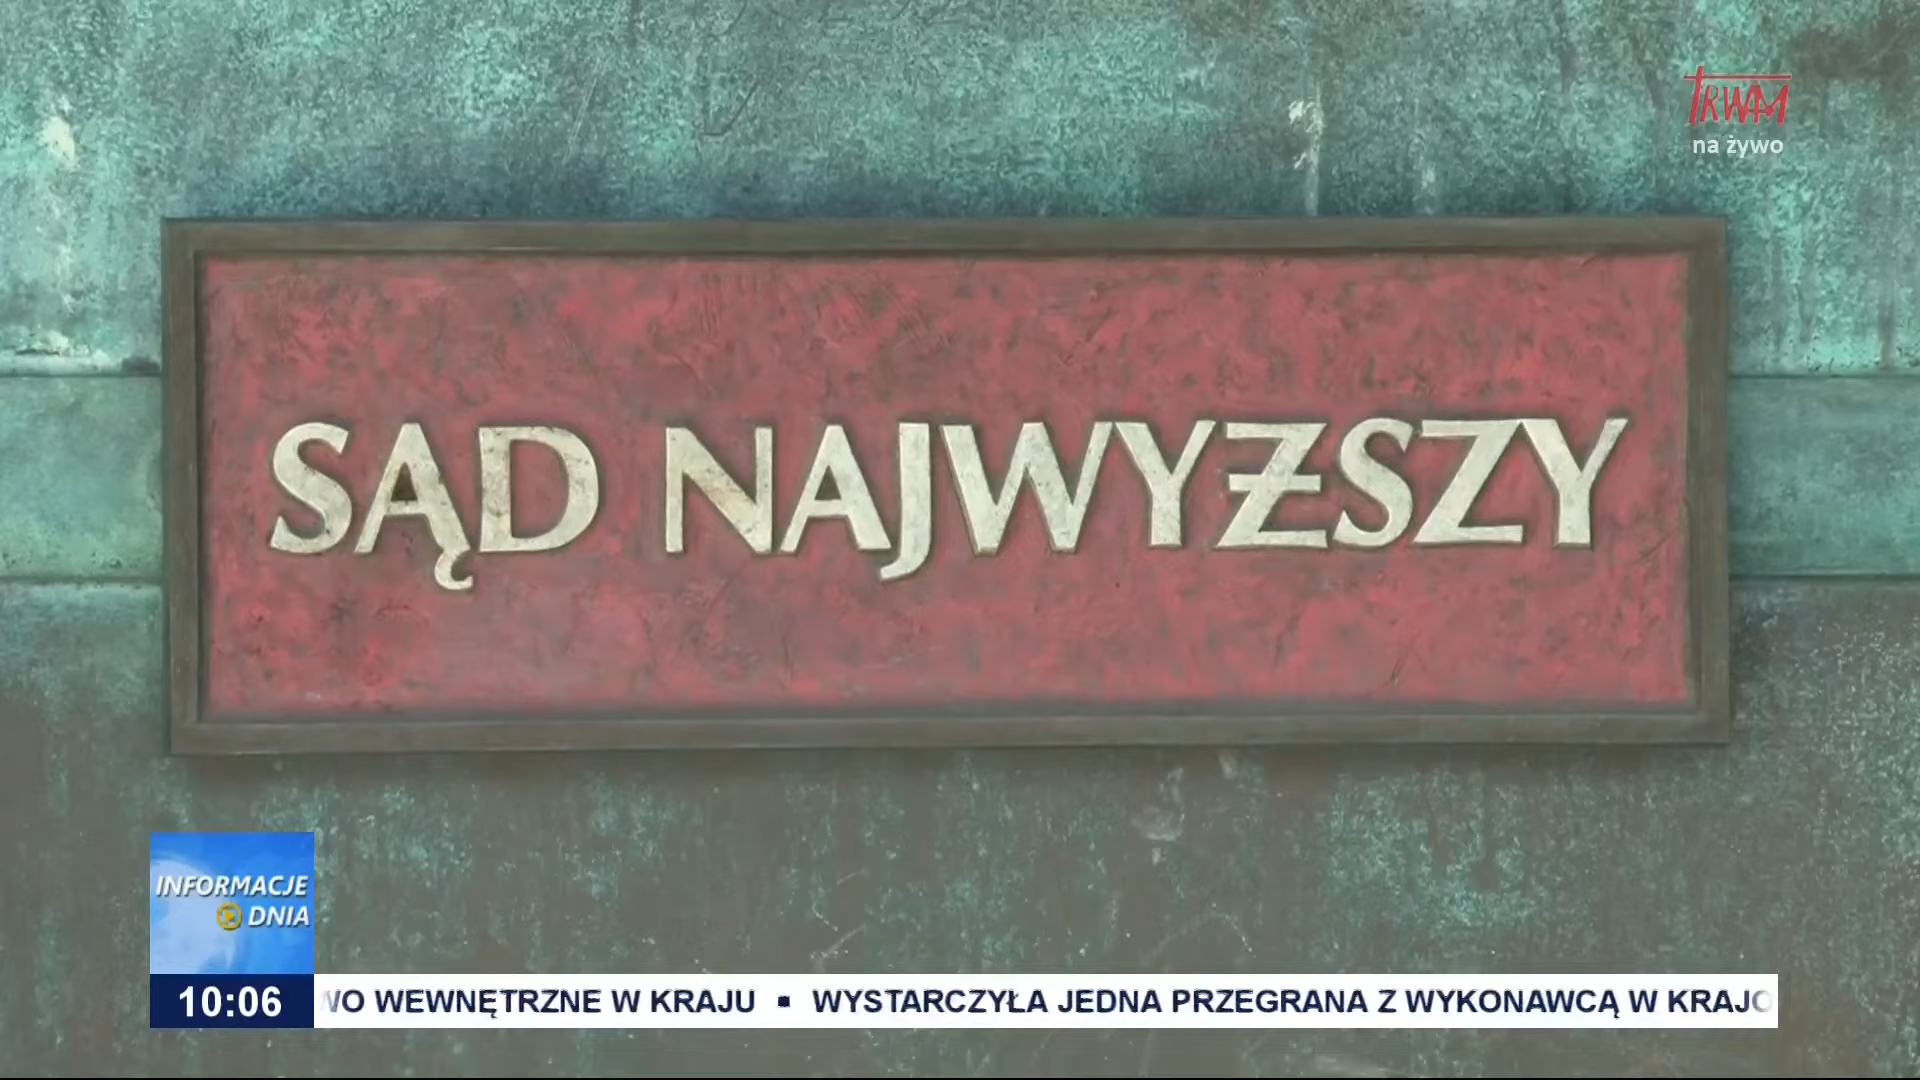 TRWAM
na żywo
SĄD NAJWYŻSZY
INFORMACJE
DNIA
10:06
WEWNĘTRZNE W KRAJU ▪ WYSTARCZYŁA JEDNA PRZEGRANA Z WYKONAWCĄ W